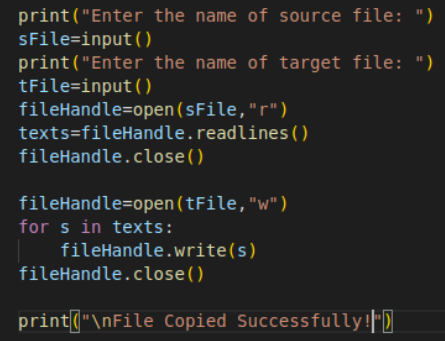 print("Enter the name of source file: ")
sFile=input()
print("Enter the name of target file: ")
tFile=input()
fileHandle=open(sFile,"r")
texts=fileHandle.readlines()
fileHandle.close()

fileHandle=open(tFile,"w")
for s in texts:
    fileHandle.write(s)
fileHandle.close()

print("\nFile Copied Successfully!")